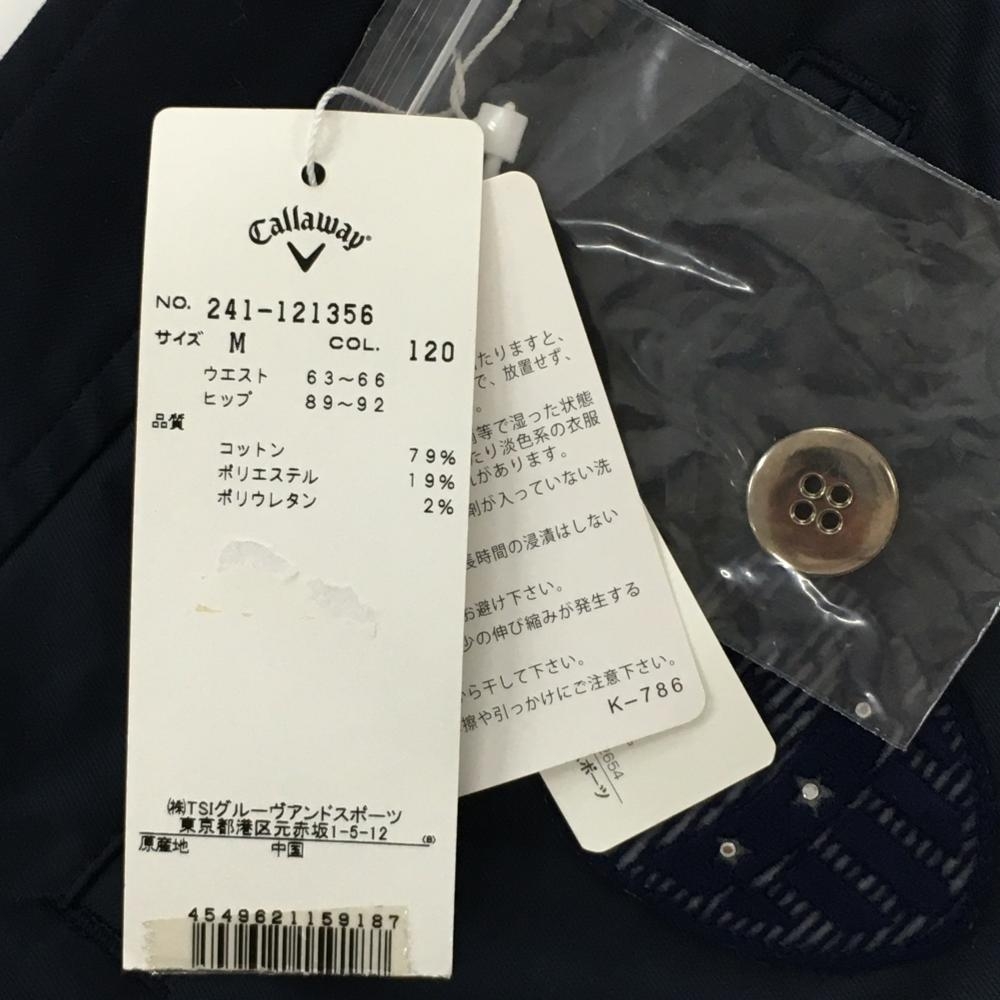 Callaway
NO. 241-121356
サイズ M COL. 120
ウエスト 63～66
ヒップ 89～92
品質
コットン 79%
ポリエステル 19%
ポリウレタン 2%
㈱TSIグルーヴアンドスポーツ
東京都港区元赤坂1-5-12 (B)
原産地 中国
4549621159187
たりますと、
で、放置せず、
。
等で湿った状態
たり淡色系の衣服
があります。
剤が入っていない洗
長時間の浸漬はしない
お避け下さい。
少の伸び縮みが発生する
から干して下さい。
擦や引っかけにご注意下さい。
K-786
2654
ポーツ